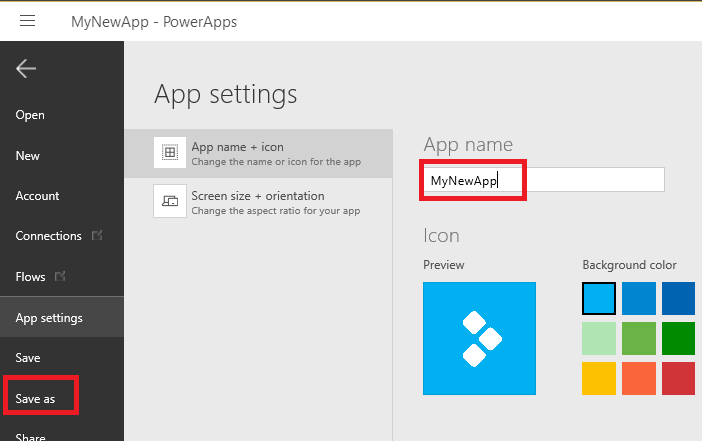 MyNewApp - PowerApps
Open
New
Account
Connections
Flows
App settings
Save
Save as
Share
App settings
App name + icon
Change the name or icon for the app
Screen size + orientation
Change the aspect ratio for your app
App name
MyNewApp
Icon
Preview
Background color